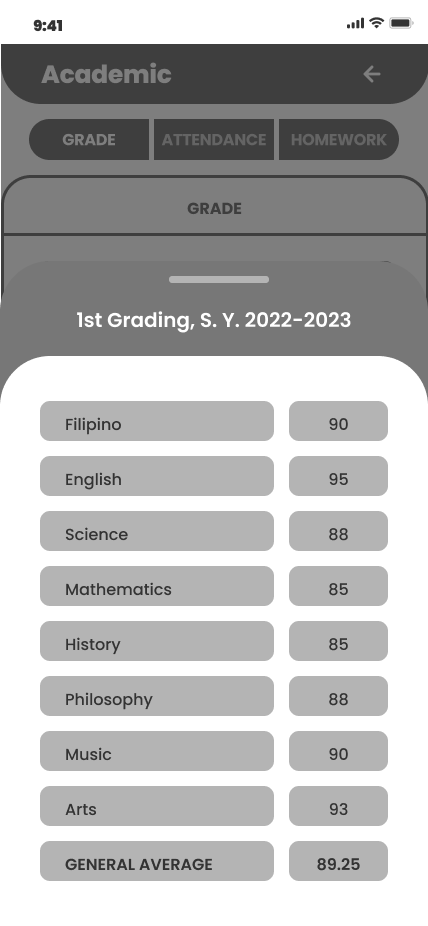 9:41
Academic
GRADE ATTENDANCE HOMEWORK
GRADE
1st Grading, S. Y. 2022-2023
Filipino 90
English 95
Science 88
Mathematics 85
History 85
Philosophy 88
Music 90
Arts 93
GENERAL AVERAGE 89.25